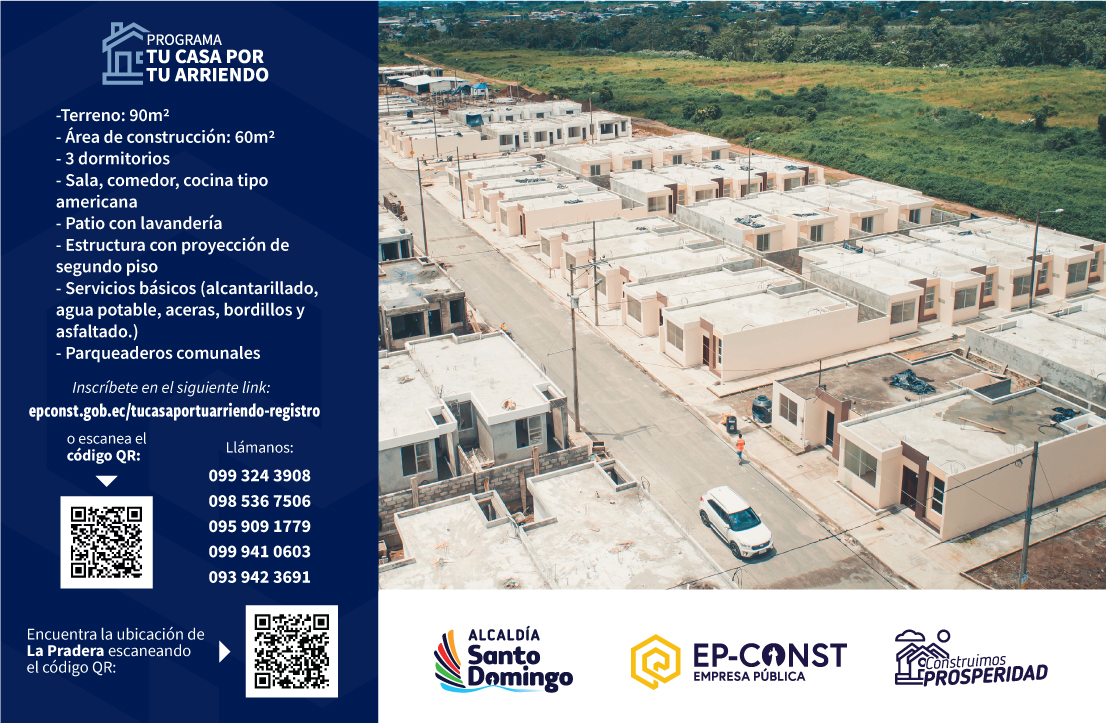 PROGRAMA
TU CASA POR
TU ARRIENDO
-Terreno: 90m²
- Área de construcción: 60m²
- 3 dormitorios
- Sala, comedor, cocina tipo
americana
- Patio con lavandería
- Estructura con proyección de
segundo piso
- Servicios básicos (alcantarillado,
agua potable, aceras, bordillos y
asfaltado.)
- Parqueaderos comunales
Inscríbete en el siguiente link:
epconst.gob.ec/tucasaportuarriendo-registro
o escanea el
código QR:
Llámanos:
099 324 3908
098 536 7506
095 909 1779
099 941 0603
093 942 3691
Encuentra la ubicación de
La Pradera escaneando
el código QR:
ALCALDÍA
Santo
Domingo
EP-CONST
EMPRESA PÚBLICA
Construimos
PROSPERIDAD